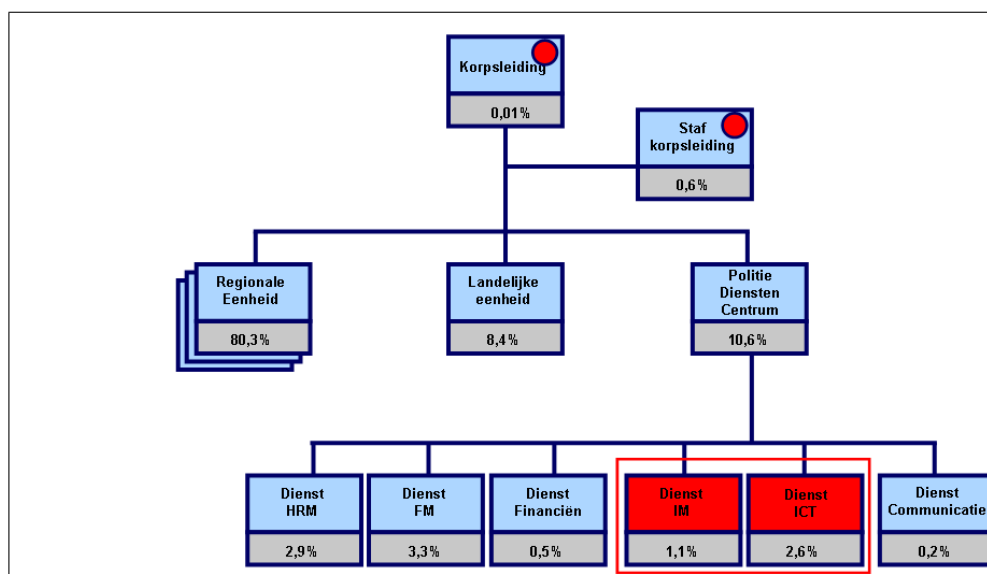 Korpsleiding
0,01%
Staf
korpsleiding
0,6%
Regionale
Eenheid
80,3%
Landelijke
eenheid
8,4%
Politie
Diensten
Centrum
10,6%
Dienst
HRM
2,9%
Dienst
FM
3,3%
Dienst
Financiën
0,5%
Dienst
IM
1,1%
Dienst
ICT
2,6%
Dienst
Communicatie
0,2%